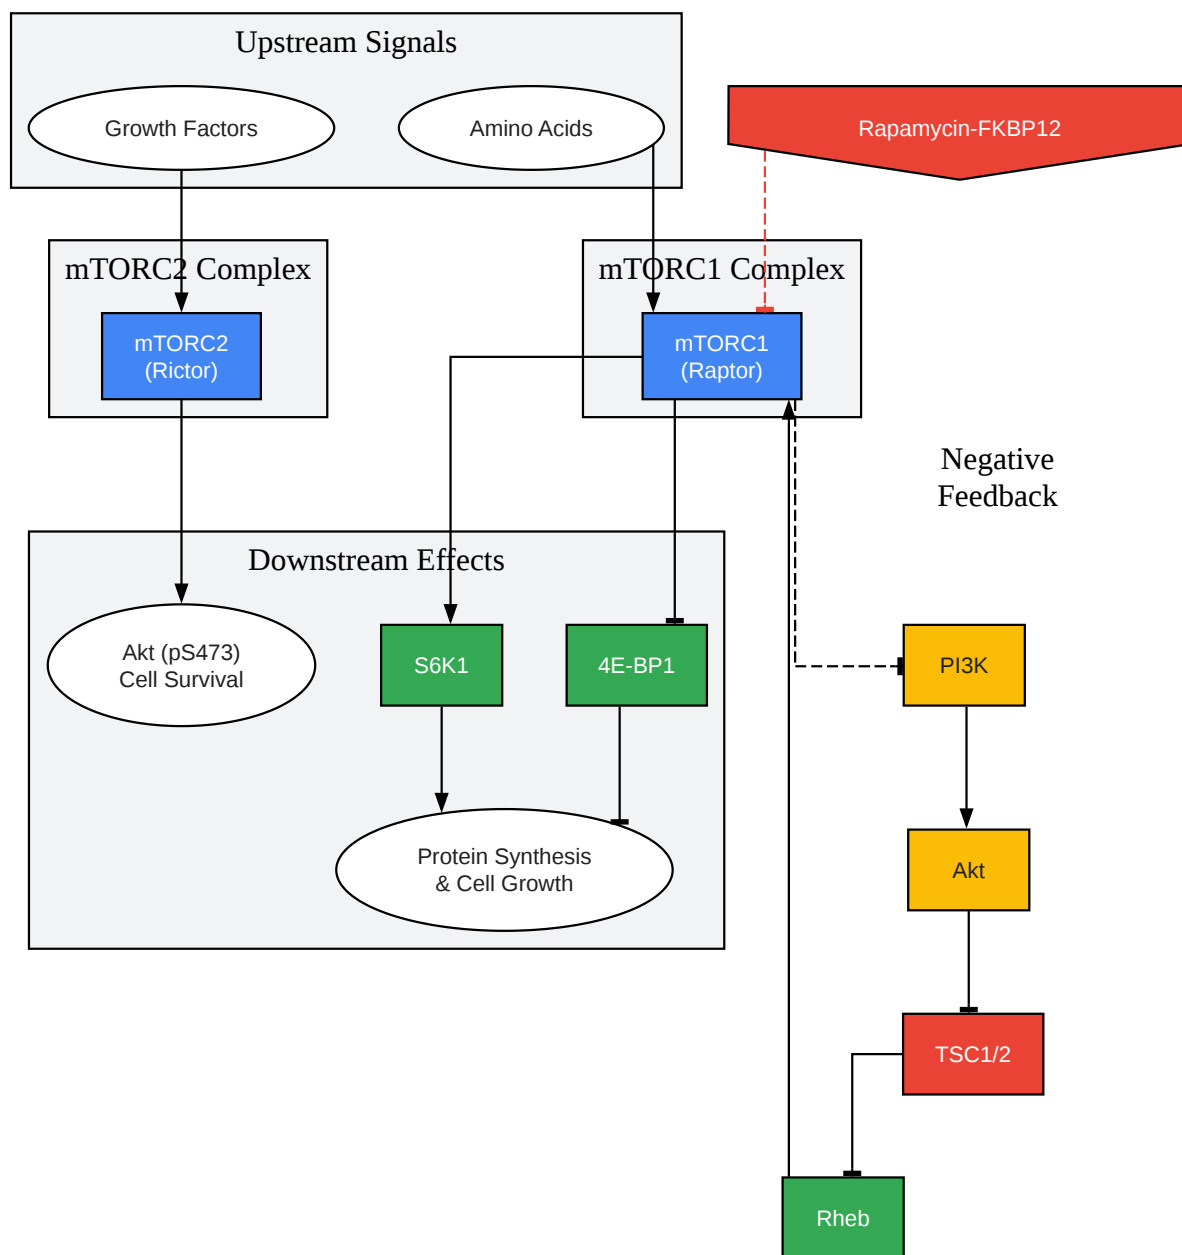 Upstream Signals
Growth Factors
Amino Acids
Rapamycin-FKBP12
mTORC2 Complex
mTORC1 Complex
mTORC2
(Rictor)
mTORC1
(Raptor)
Negative
Feedback
Downstream Effects
Akt (pS473)
Cell Survival
S6K1
4E-BP1
PI3K
Protein Synthesis
& Cell Growth
Akt
TSC1/2
Rheb